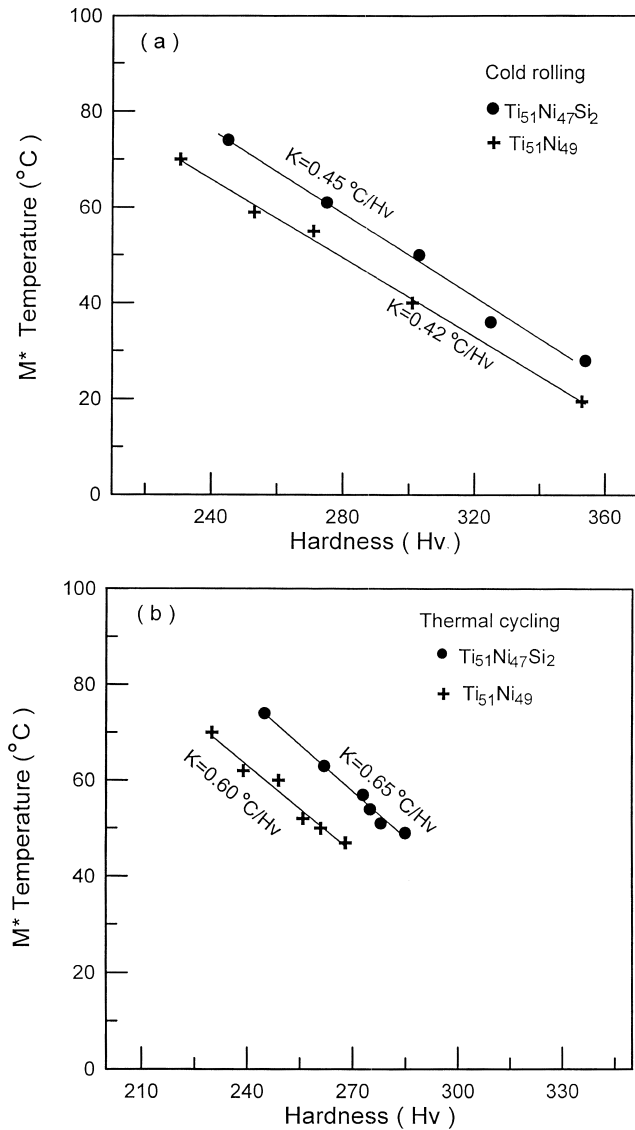 ( a )
Cold rolling
Ti51Ni47Si2
Ti51Ni49
K=0.45 °C/Hv
K=0.42 °C/Hv
M* Temperature (°C )
100
80
60
40
20
0
240
280
320
360
Hardness ( Hv. )
( b )
Thermal cycling
Ti51Ni47Si2
Ti51Ni49
K=0.65 °C/Hv
K=0.60 °C/Hv
M* Temperature (°C )
100
80
60
40
20
0
210
240
270
300
330
Hardness ( Hv )